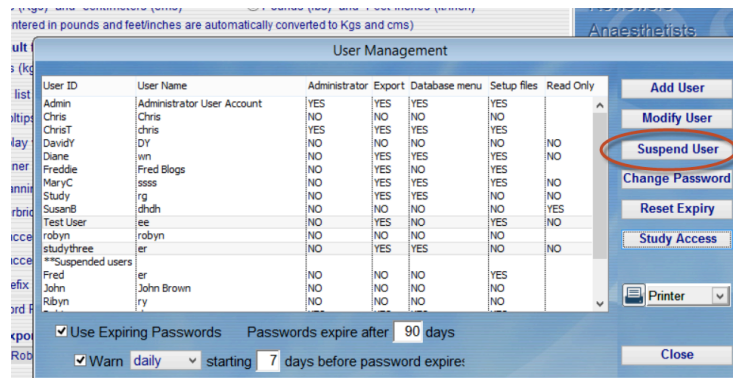 ntered in pounds and feet/inches are automatically converted to Kgs and cms)
Anaesthetists
User Management
User ID User Name Administrator Export Database menu Setup files Read Only
Admin Administrator User Account YES YES YES YES
Chris Chris NO NO NO NO
ChrisT chris YES YES YES YES
DavidY DY NO NO NO NO NO
Diane wn NO YES YES YES NO
Freddie Fred Blogs NO YES NO YES
MaryC ssss NO YES YES NO NO
Study rg NO YES YES NO NO
SusanB dhdh NO NO NO NO YES
Test User ee NO YES NO YES NO
robyn robyn NO NO NO NO
studythree er NO YES YES NO NO
**Suspended users
Fred er NO NO NO YES
John John Brown NO NO NO NO
Ribyn ry NO NO NO NO
Add User
Modify User
Suspend User
Change Password
Reset Expiry
Study Access
Printer
Close
Use Expiring Passwords Passwords expire after 90 days
Warn daily starting 7 days before password expires